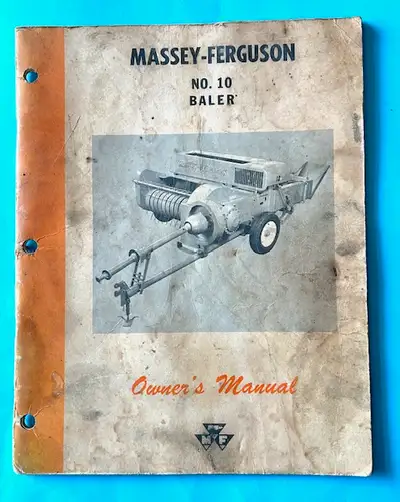 MASSEY-FERGUSON
NO. 10
BALER
Owner's Manual